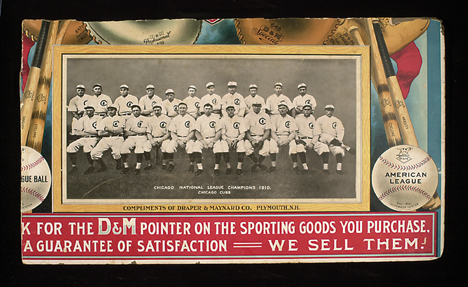 CHICAGO NATIONAL LEAGUE CHAMPIONS 1910.
CHICAGO CUBS.
COMPLIMENTS OF DRAPER & MAYNARD CO. PLYMOUTH, N.H.
UE BALL
AMERICAN
LEAGUE
K FOR THE D&M POINTER ON THE SPORTING GOODS YOU PURCHASE.
A GUARANTEE OF SATISFACTION == WE SELL THEM!